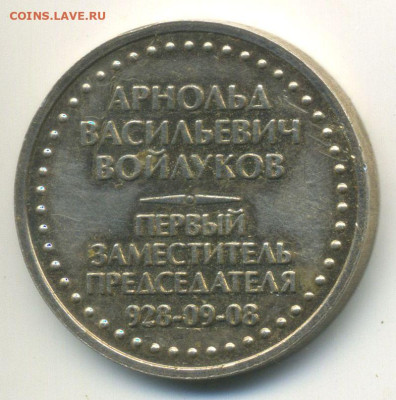 COINS.LAVE.RU
АРНОЛЬД
ВАСИЛЬЕВИЧ
ВОЙЛУКОВ
ПЕРВЫЙ
ЗАМЕСТИТЕЛЬ
ПРЕДСЕДАТЕЛЯ
928-09-08